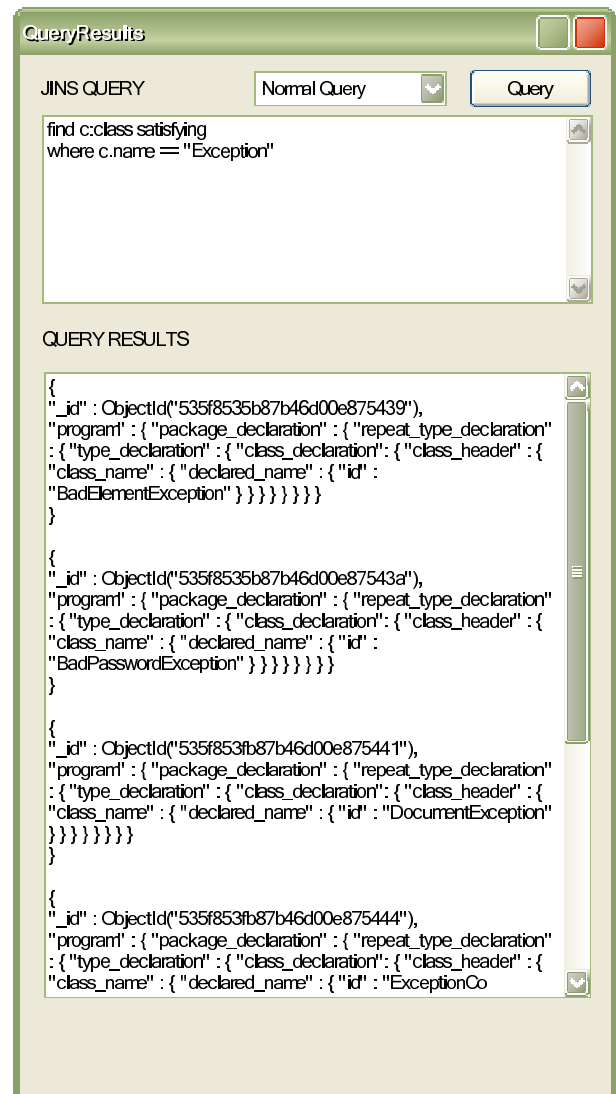 QueryResults
JINS QUERY
Normal Query
Query
find c:class satisfying
where c.name == "Exception"
QUERY RESULTS
{
"_id" : ObjectId("535f8535b87b46d00e875439"),
"program" : { "package_declaration" : { "repeat_type_declaration"
: { "type_declaration" : { "class_declaration": { "class_header" : {
"class_name" : { "declared_name" : { "id" :
"BadElementException" } } } } } } } }
}
{
"_id" : ObjectId("535f8535b87b46d00e87543a"),
"program" : { "package_declaration" : { "repeat_type_declaration"
: { "type_declaration" : { "class_declaration": { "class_header" : {
"class_name" : { "declared_name" : { "id" :
"BadPasswordException" } } } } } } } }
}
{
"_id" : ObjectId("535f853fb87b46d00e875441"),
"program" : { "package_declaration" : { "repeat_type_declaration"
: { "type_declaration" : { "class_declaration": { "class_header" : {
"class_name" : { "declared_name" : { "id" : "DocumentException"
} } } } } } } }
}
{
"_id" : ObjectId("535f853fb87b46d00e875444"),
"program" : { "package_declaration" : { "repeat_type_declaration"
: { "type_declaration" : { "class_declaration": { "class_header" : {
"class_name" : { "declared_name" : { "id" : "ExceptionCo